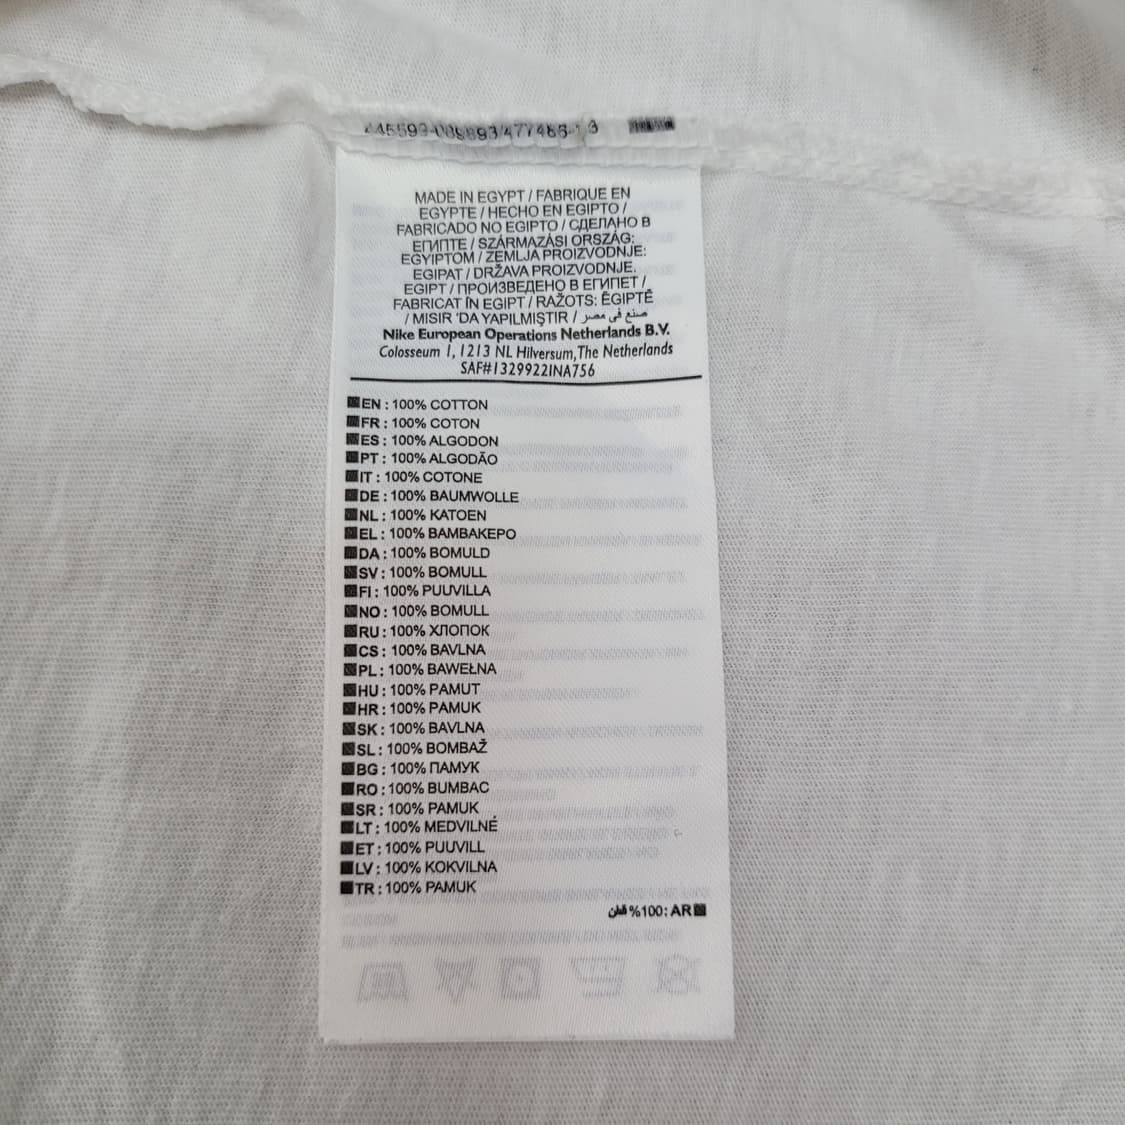 MADE IN EGYPT / FABRIQUE EN
EGYPTE / HECHO EN EGIPTO /
FABRICADO NO EGIPTO / СДЕЛАНО В
ЕГИПТЕ / SZÁRMAZÁSI ORSZÁG:
EGYIPTOM / ZEMLJA PROIZVODNJE:
EGIPAT / DRŽAVA PROIZVODNJE.
EGIPT / ПРОИЗВЕДЕНО В ЕГИПЕТ /
FABRICAT ÎN EGIPT / RAŽOTS: ĒGIPTĒ
/ MISIR 'DA YAPILMIŞTIR / صنع في مصر
Nike European Operations Netherlands B.V.
Colosseum 1, 1213 NL Hilversum, The Netherlands
SAF#1329922INA756
EN : 100% COTTON
FR : 100% COTON
ES : 100% ALGODON
PT : 100% ALGODÃO
IT : 100% COTONE
DE : 100% BAUMWOLLE
NL : 100% KATOEN
EL : 100% ΒΑΜΒΑΚΕΡΟ
DA : 100% BOMULD
SV : 100% BOMULL
FI : 100% PUUVILLA
NO : 100% BOMULL
RU : 100% ХЛОПОК
CS : 100% BAVLNA
PL : 100% BAWEŁNA
HU : 100% PAMUT
HR : 100% PAMUK
SK : 100% BAVLNA
SL : 100% BOMBAŽ
BG : 100% ПАМУК
RO : 100% BUMBAC
SR : 100% PAMUK
LT : 100% MEDVILNÉ
ET : 100% PUUVILL
LV : 100% KOKVILNA
TR : 100% PAMUK
AR :100% قطن